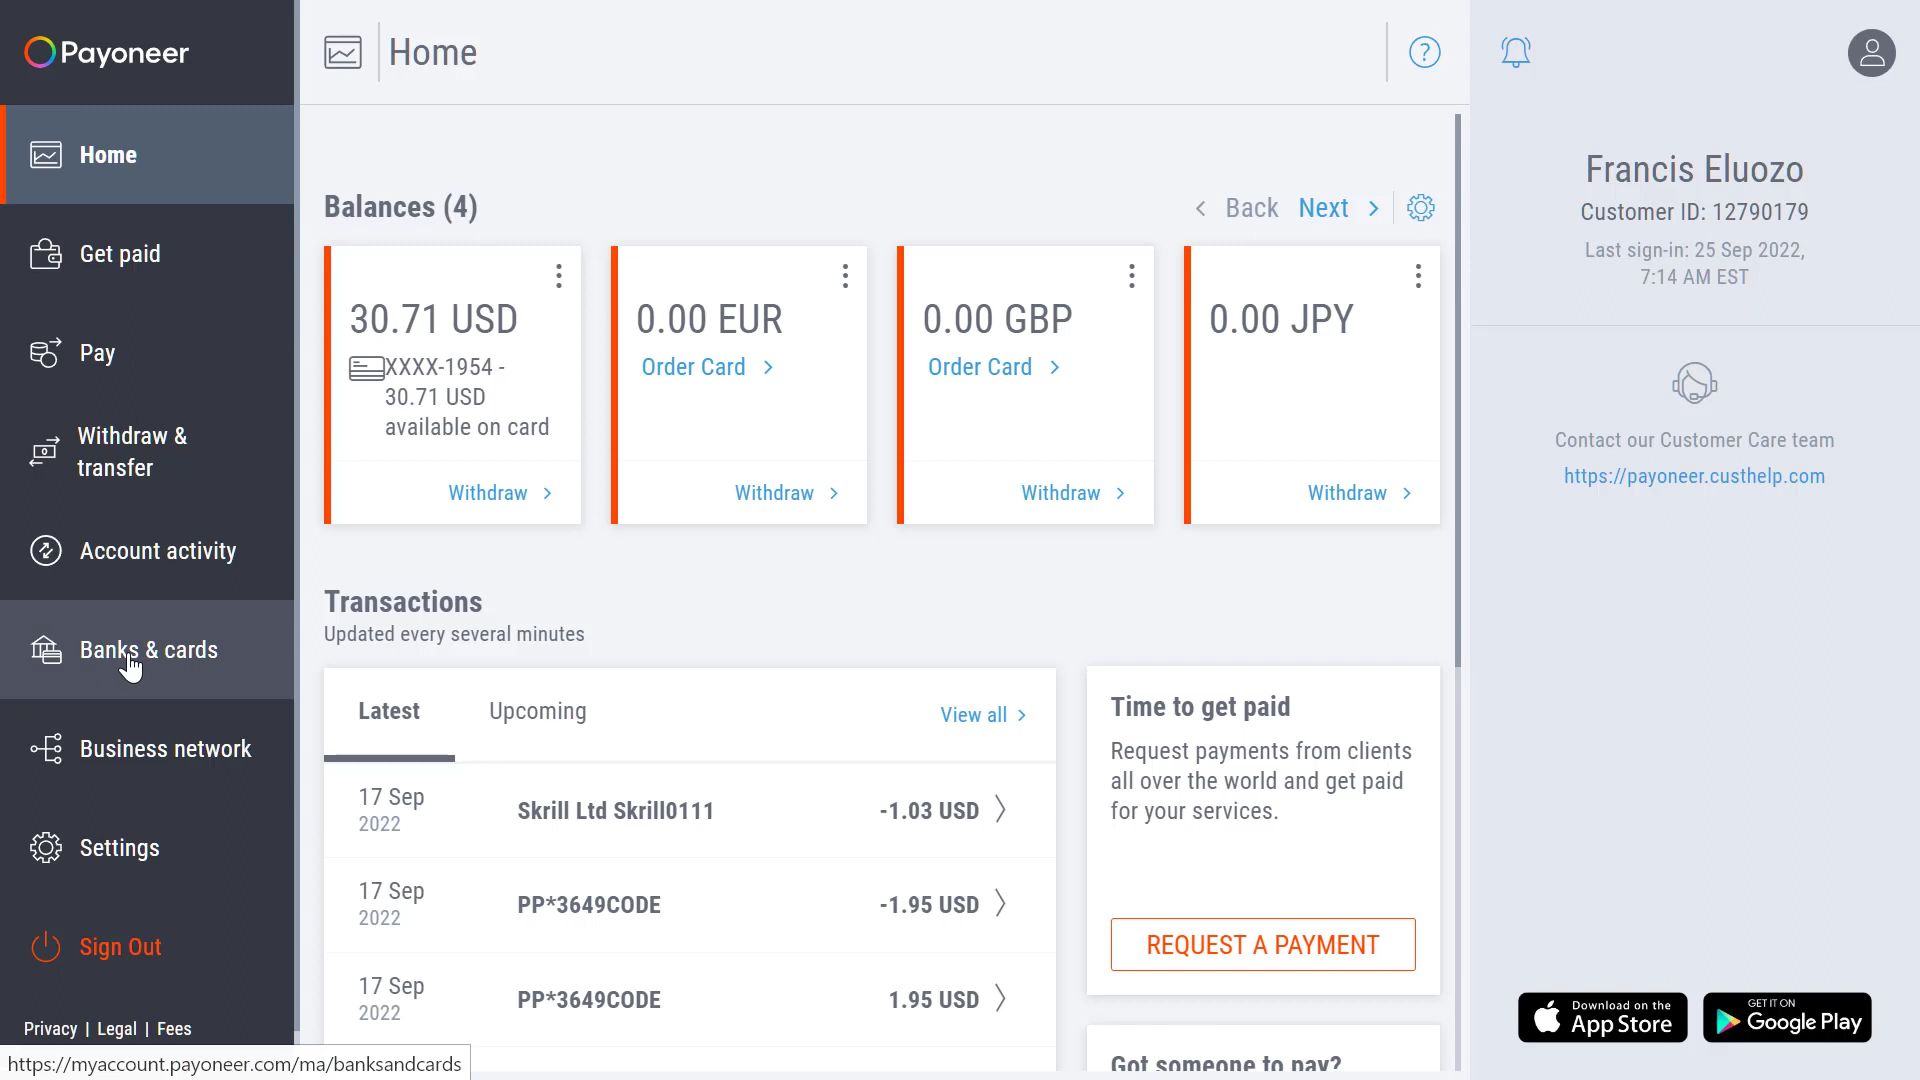 Payoneer
Home
Get paid
Pay
Withdraw &
transfer
Account activity
Banks & cards
Business network
Settings
Sign Out
Privacy | Legal | Fees
https://myaccount.payoneer.com/ma/banksandcards
Home
?
Balances (4)
Back
Next
30.71 USD
XXXX-1954 -
30.71 USD
available on card
Withdraw
0.00 EUR
Order Card
Withdraw
0.00 GBP
Order Card
Withdraw
0.00 JPY
Withdraw
Transactions
Updated every several minutes
Latest
Upcoming
View all
17 Sep
2022
Skrill Ltd Skrill0111
-1.03 USD
17 Sep
2022
PP*3649CODE
-1.95 USD
17 Sep
2022
PP*3649CODE
1.95 USD
Time to get paid
Request payments from clients
all over the world and get paid
for your services.
REQUEST A PAYMENT
Got someone to pay?
Francis Eluozo
Customer ID: 12790179
Last sign-in: 25 Sep 2022,
7:14 AM EST
Contact our Customer Care team
https://payoneer.custhelp.com
Download on the
App Store
GET IT ON
Google Play